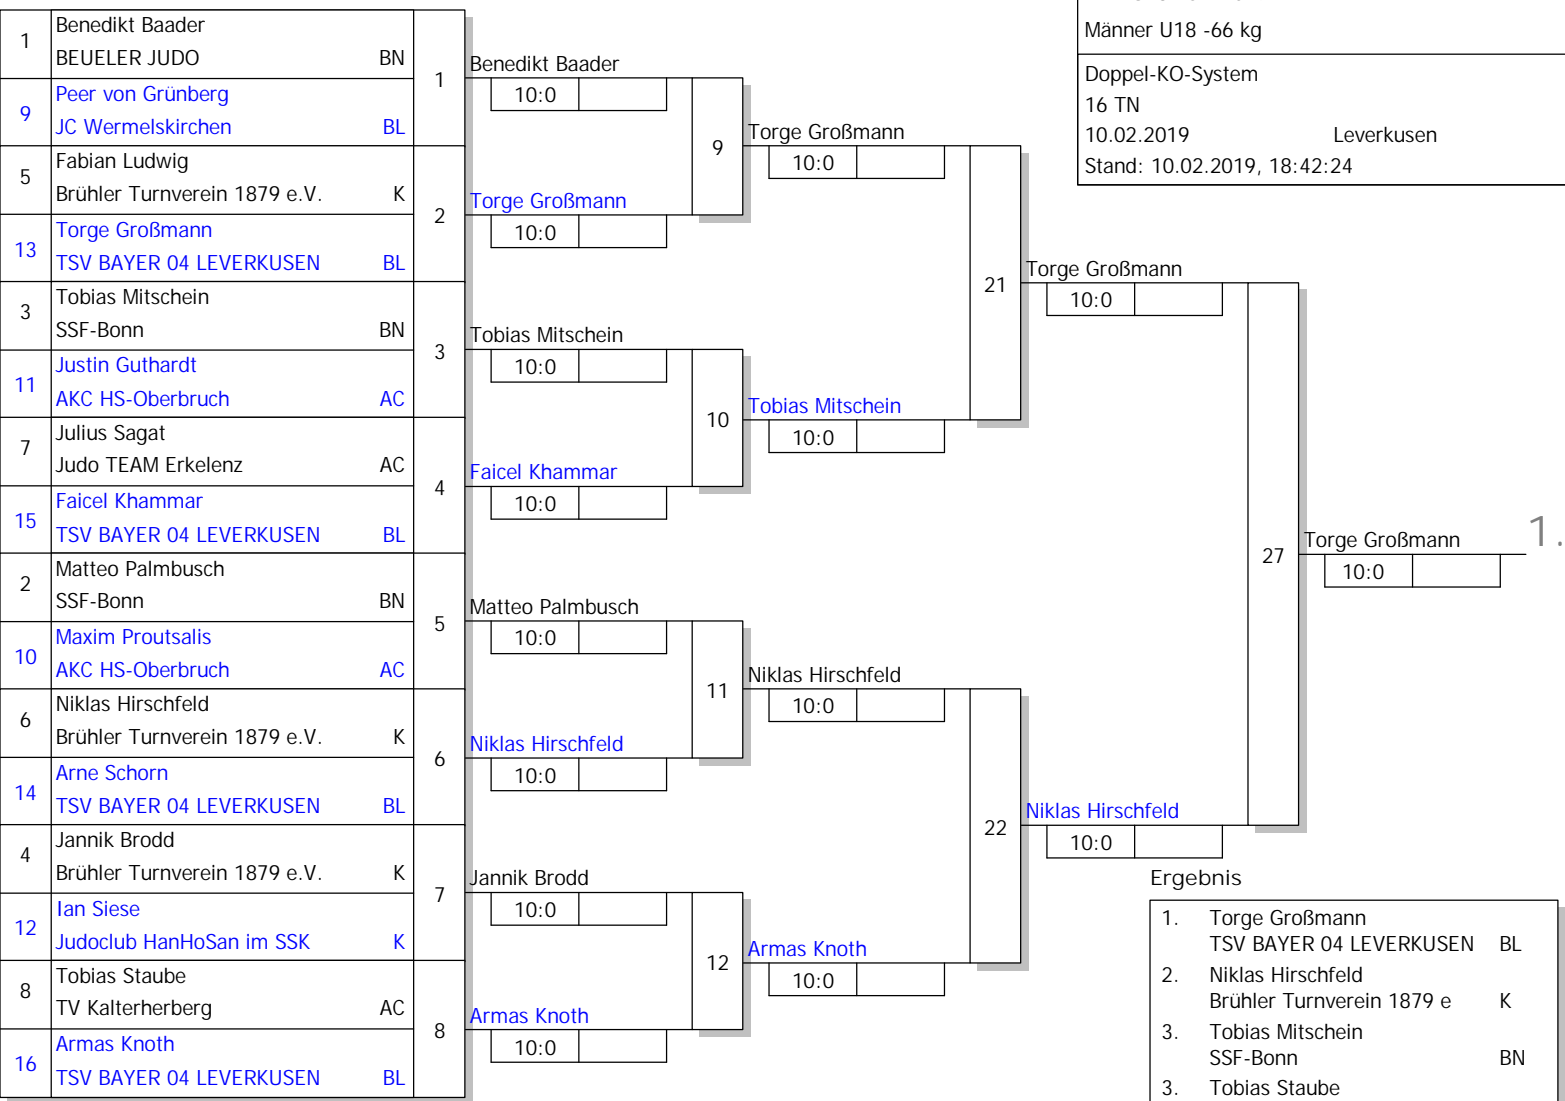 Männer U18 -66 kg
Doppel-KO-System
16 TN
10.02.2019 Leverkusen
Stand: 10.02.2019, 18:42:24
1 Benedikt Baader
BEUELER JUDO BN
9 Peer von Grünberg
JC Wermelskirchen BL
5 Fabian Ludwig
Brühler Turnverein 1879 e.V. K
13 Torge Großmann
TSV BAYER 04 LEVERKUSEN BL
3 Tobias Mitschein
SSF-Bonn BN
11 Justin Guthardt
AKC HS-Oberbruch AC
7 Julius Sagat
Judo TEAM Erkelenz AC
15 Faicel Khammar
TSV BAYER 04 LEVERKUSEN BL
2 Matteo Palmbusch
SSF-Bonn BN
10 Maxim Proutsalis
AKC HS-Oberbruch AC
6 Niklas Hirschfeld
Brühler Turnverein 1879 e.V. K
14 Arne Schorn
TSV BAYER 04 LEVERKUSEN BL
4 Jannik Brodd
Brühler Turnverein 1879 e.V. K
12 Ian Siese
Judoclub HanHoSan im SSK K
8 Tobias Staube
TV Kalterherberg AC
16 Armas Knoth
TSV BAYER 04 LEVERKUSEN BL
1
2
3
4
5
6
7
8
Benedikt Baader
10:0
Torge Großmann
10:0
Tobias Mitschein
10:0
Faicel Khammar
10:0
Matteo Palmbusch
10:0
Niklas Hirschfeld
10:0
Jannik Brodd
10:0
Armas Knoth
10:0
9
10
11
12
Torge Großmann
10:0
Tobias Mitschein
10:0
Niklas Hirschfeld
10:0
Armas Knoth
10:0
21
22
Torge Großmann
10:0
Niklas Hirschfeld
10:0
27
Torge Großmann 1.
10:0
Ergebnis
1. Torge Großmann
TSV BAYER 04 LEVERKUSEN BL
2. Niklas Hirschfeld
Brühler Turnverein 1879 e K
3. Tobias Mitschein
SSF-Bonn BN
3. Tobias Staube